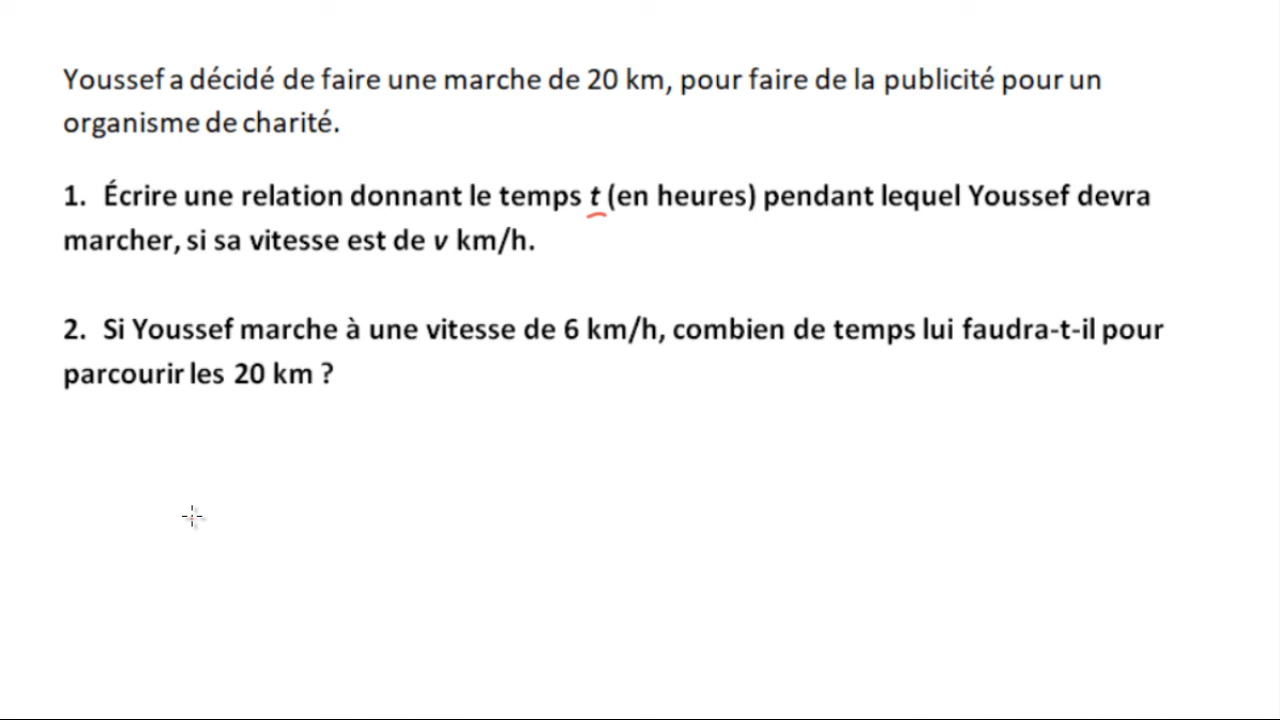 Youssef a décidé de faire une marche de 20 km, pour faire de la publicité pour un
organisme de charité.
1. Écrire une relation donnant le temps t (en heures) pendant lequel Youssef devra
marcher, si sa vitesse est de v km/h.
2. Si Youssef marche à une vitesse de 6 km/h, combien de temps lui faudra-t-il pour
parcourir les 20 km ?